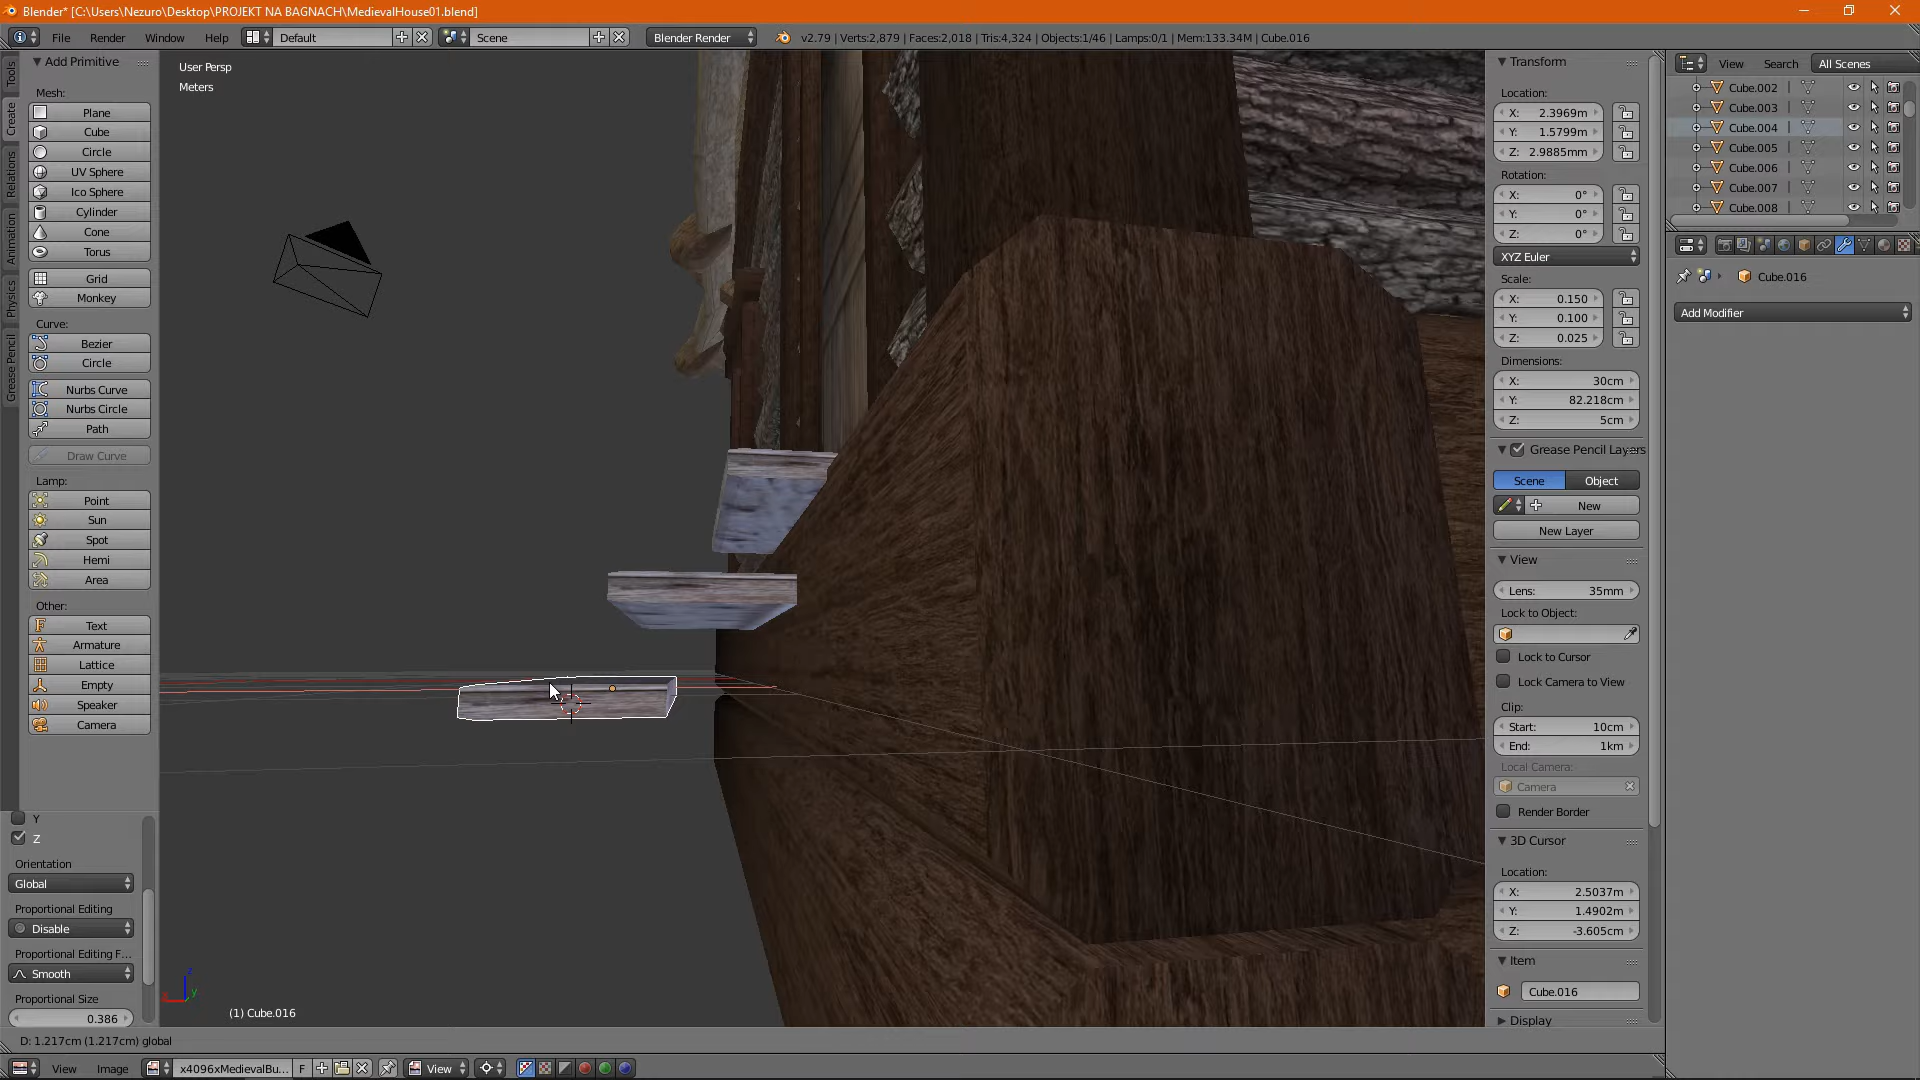 Blender* [C:\Users\Nezuro\Desktop\PROJEKT NA BAGNACH\MedievalHouse01.blend]
File Render Window Help Default Scene Blender Render v2.79 | Verts:2,879 | Faces:2,018 | Tris:4,324 | Objects:1/46 | Lamps:0/1 | Mem:133.34M | Cube.016
Tools
Create
Relations
Animation
Physics
Grease Pencil
Add Primitive
Mesh:
Plane
Cube
Circle
UV Sphere
Ico Sphere
Cylinder
Cone
Torus
Grid
Monkey
Curve:
Bezier
Circle
Nurbs Curve
Nurbs Circle
Path
Draw Curve
Lamp:
Point
Sun
Spot
Hemi
Area
Other:
Text
Armature
Lattice
Empty
Speaker
Camera
Y
Z
Orientation
Global
Proportional Editing
Disable
Proportional Editing F...
Smooth
Proportional Size
0.386
User Persp
Meters
(1) Cube.016
z
y
x
D: 1.217cm (1.217cm) global
View Image x4096xMedievalBu... F View
Transform
Location:
X: 2.3969m
Y: 1.5799m
Z: 2.9885mm
Rotation:
X: 0°
Y: 0°
Z: 0°
XYZ Euler
Scale:
X: 0.150
Y: 0.100
Z: 0.025
Dimensions:
X: 30cm
Y: 82.218cm
Z: 5cm
Grease Pencil Layers
Scene Object
New
New Layer
View
Lens: 35mm
Lock to Object:
Lock to Cursor
Lock Camera to View
Clip:
Start: 10cm
End: 1km
Local Camera:
Camera
Render Border
3D Cursor
Location:
X: 2.5037m
Y: 1.4902m
Z: -3.605cm
Item
Cube.016
Display
View Search All Scenes
Cube.002
Cube.003
Cube.004
Cube.005
Cube.006
Cube.007
Cube.008
Cube.016
Add Modifier